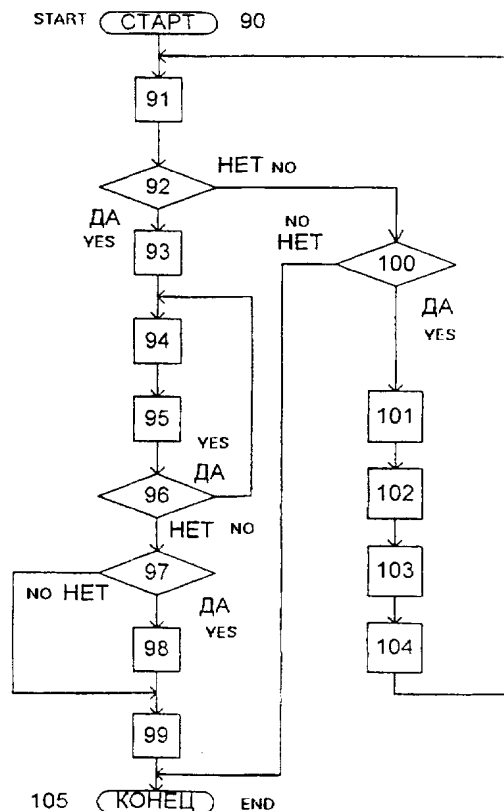 START СТАРТ 90
91
92
НЕТ NO
ДА
YES
93
NO
НЕТ
100
ДА
YES
94
95
YES
ДА
96
НЕТ NO
97
NO НЕТ
ДА
YES
98
99
101
102
103
104
105 КОНЕЦ END